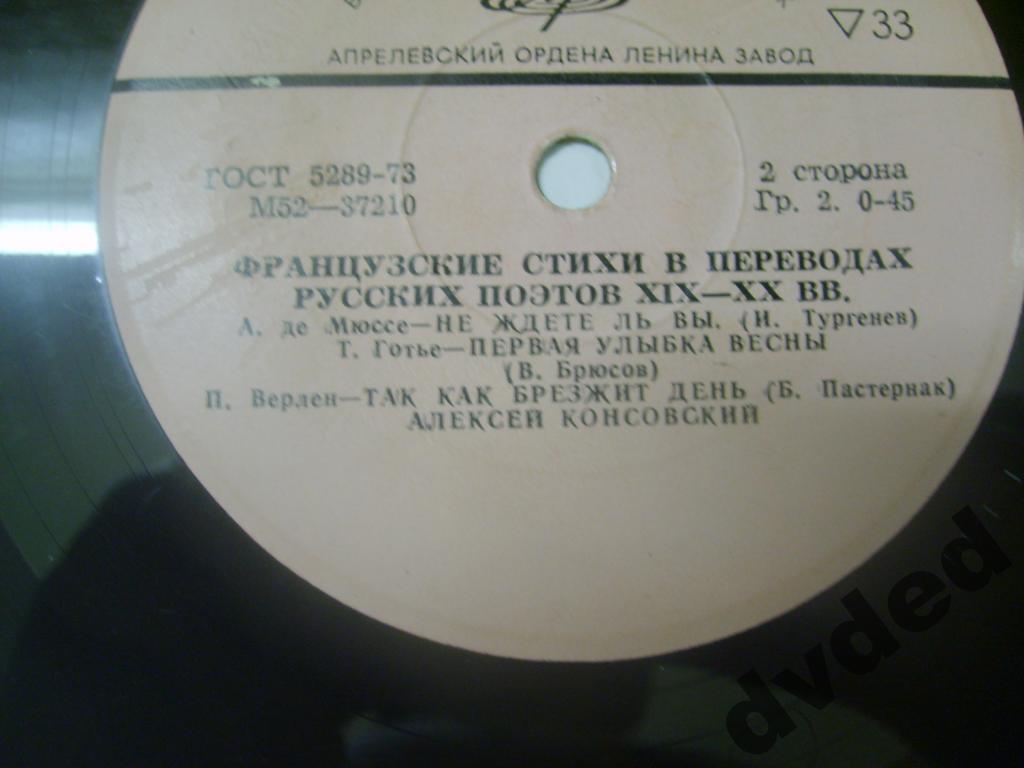 ▽33
АПРЕЛЕВСКИЙ ОРДЕНА ЛЕНИНА ЗАВОД
ГОСТ 5289-73
М52—37210
2 сторона
Гр. 2. 0-45
ФРАНЦУЗСКИЕ СТИХИ В ПЕРЕВОДАХ
РУССКИХ ПОЭТОВ XIX—XX ВВ.
А. де Мюссе—НЕ ЖДЕТЕ ЛЬ ВЫ. (И. Тургенев)
Т. Готье—ПЕРВАЯ УЛЫБКА ВЕСНЫ
(В. Брюсов)
П. Верлен—ТАК КАК БРЕЗЖИТ ДЕНЬ (Б. Пастернак)
АЛЕКСЕЙ КОНСОВСКИЙ
dvded